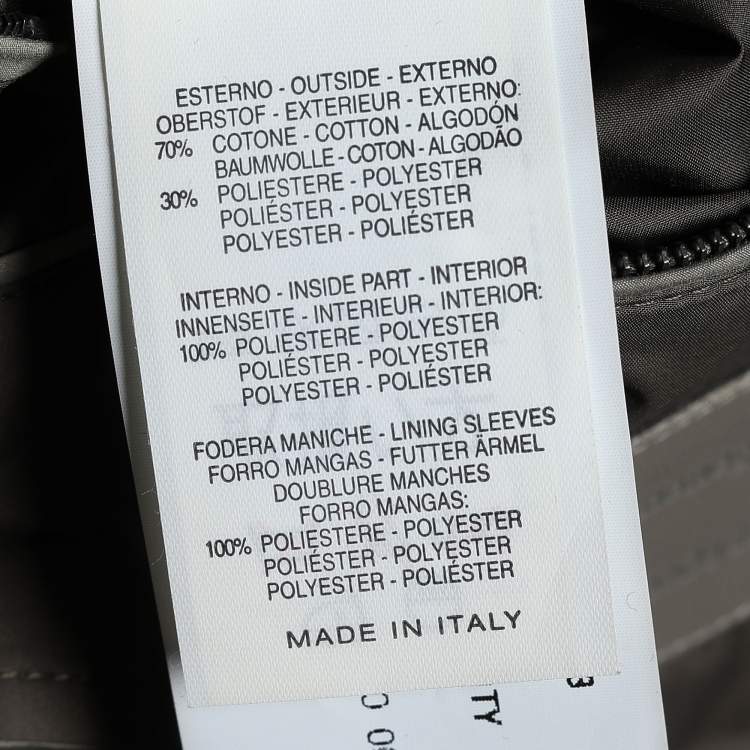 ESTERNO - OUTSIDE - EXTERNO
OBERSTOF - EXTERIEUR - EXTERNO:
70% COTONE - COTTON - ALGODÓN
BAUMWOLLE - COTON - ALGODÃO
30% POLIESTERE - POLYESTER
POLIÉSTER - POLYESTER
POLYESTER - POLIÉSTER
INTERNO - INSIDE PART - INTERIOR
INNENSEITE - INTERIEUR - INTERIOR:
100% POLIESTERE - POLYESTER
POLIÉSTER - POLYESTER
POLYESTER - POLIÉSTER
FODERA MANICHE - LINING SLEEVES
FORRO MANGAS - FUTTER ÄRMEL
DOUBLURE MANCHES
FORRO MANGAS:
100% POLIESTERE - POLYESTER
POLIÉSTER - POLYESTER
POLYESTER - POLIÉSTER
MADE IN ITALY